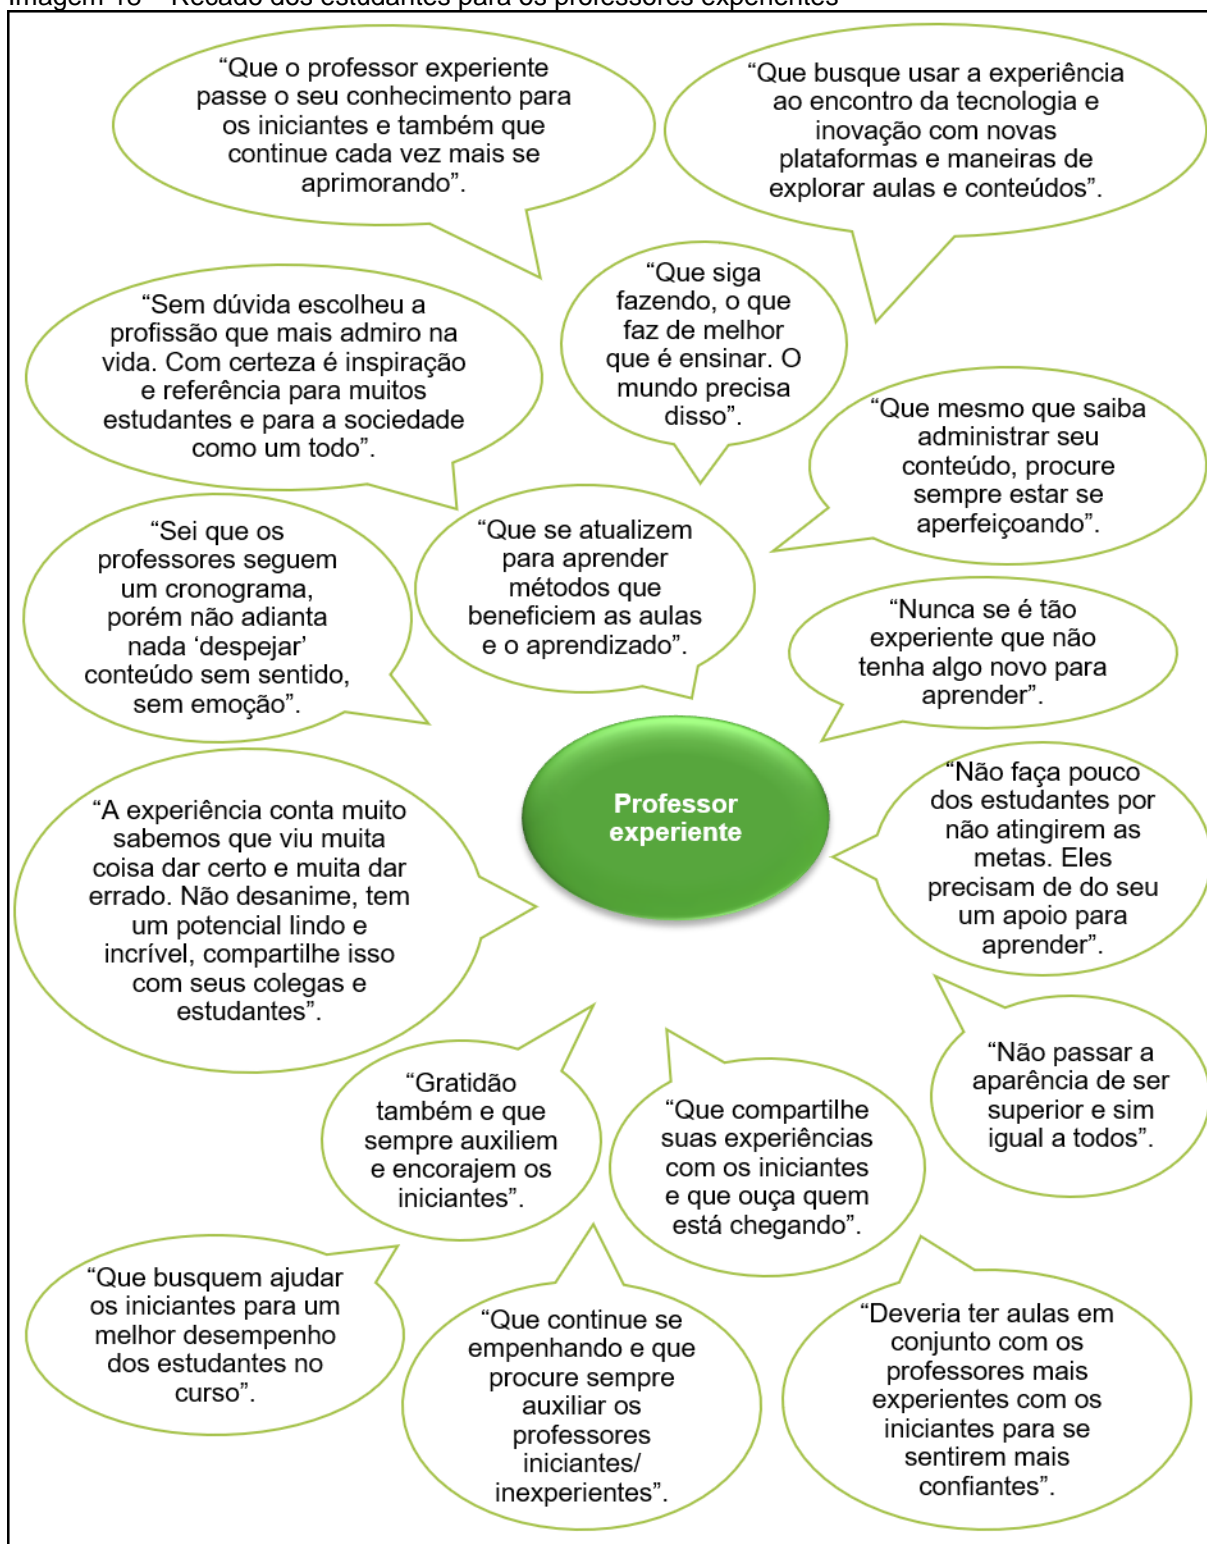 Imagem 18 – Recado dos estudantes para os professores experientes
“Que o professor experiente
passe o seu conhecimento para
os iniciantes e também que
continue cada vez mais se
aprimorando”.
“Que busque usar a experiência
ao encontro da tecnologia e
inovação com novas
plataformas e maneiras de
explorar aulas e conteúdos”.
“Sem dúvida escolheu a
profissão que mais admiro na
vida. Com certeza é inspiração
e referência para muitos
estudantes e para a sociedade
como um todo”.
“Que siga
fazendo, o que
faz de melhor
que é ensinar. O
mundo precisa
disso”.
“Que mesmo que saiba
administrar seu
conteúdo, procure
sempre estar se
aperfeiçoando”.
“Sei que os
professores seguem
um cronograma,
porém não adianta
nada ‘despejar’
conteúdo sem sentido,
sem emoção”.
“Que se atualizem
para aprender
métodos que
beneficiem as aulas
e o aprendizado”.
“Nunca se é tão
experiente que não
tenha algo novo para
aprender”.
Professor
experiente
“A experiência conta muito
sabemos que viu muita
coisa dar certo e muita dar
errado. Não desanime, tem
um potencial lindo e
incrível, compartilhe isso
com seus colegas e
estudantes”.
“Não faça pouco
dos estudantes por
não atingirem as
metas. Eles
precisam de do seu
um apoio para
aprender”.
“Não passar a
aparência de ser
superior e sim
igual a todos”.
“Gratidão
também e que
sempre auxiliem
e encorajem os
iniciantes”.
“Que compartilhe
suas experiências
com os iniciantes
e que ouça quem
está chegando”.
“Que busquem ajudar
os iniciantes para um
melhor desempenho
dos estudantes no
curso”.
“Que continue se
empenhando e que
procure sempre
auxiliar os
professores
iniciantes/
inexperientes”.
“Deveria ter aulas em
conjunto com os
professores mais
experientes com os
iniciantes para se
sentirem mais
confiantes”.